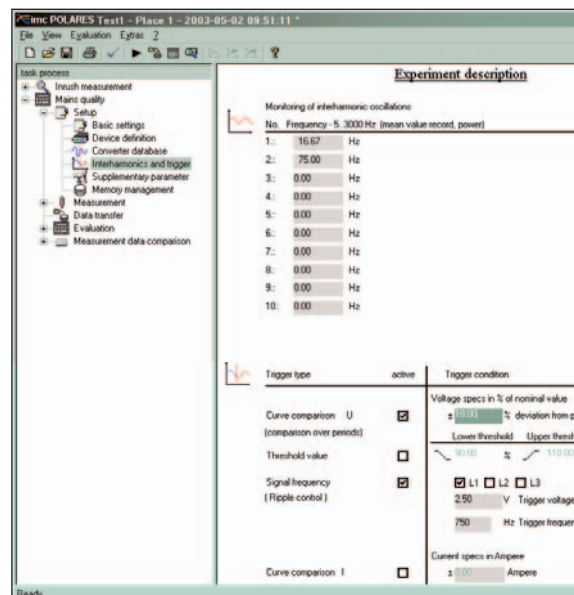 imc POLARES Test1 - Place 1 - 2003-05-02 09:51:11 *
File View Evaluation Extras ?
task process
Inrush measurement
Mains quality
Setup
Basic settings
Device definition
Converter database
Interharmonics and trigger
Supplementary parameter
Memory management
Measurement
Data transfer
Evaluation
Measurement data comparison
Experiment description
Monitoring of interharmonic oscillations
No. Frequency - 5..3000 Hz (mean value record, power)
1.: 16.67 Hz
2.: 75.00 Hz
3.: 0.00 Hz
4.: 0.00 Hz
5.: 0.00 Hz
6.: 0.00 Hz
7.: 0.00 Hz
8.: 0.00 Hz
9.: 0.00 Hz
10.: 0.00 Hz
Trigger type active Trigger condition
Voltage specs in % of nominal value
Curve comparison U ± % deviation from p
(comparison over periods)
Lower threshold Upper thresh
Threshold value 90.00 % 110.00
Signal frequency L1 L2 L3
(Ripple control) 2.50 V Trigger voltage
750 Hz Trigger frequen
Current specs in Ampere
Curve comparison I ± 0.00 Ampere
Ready